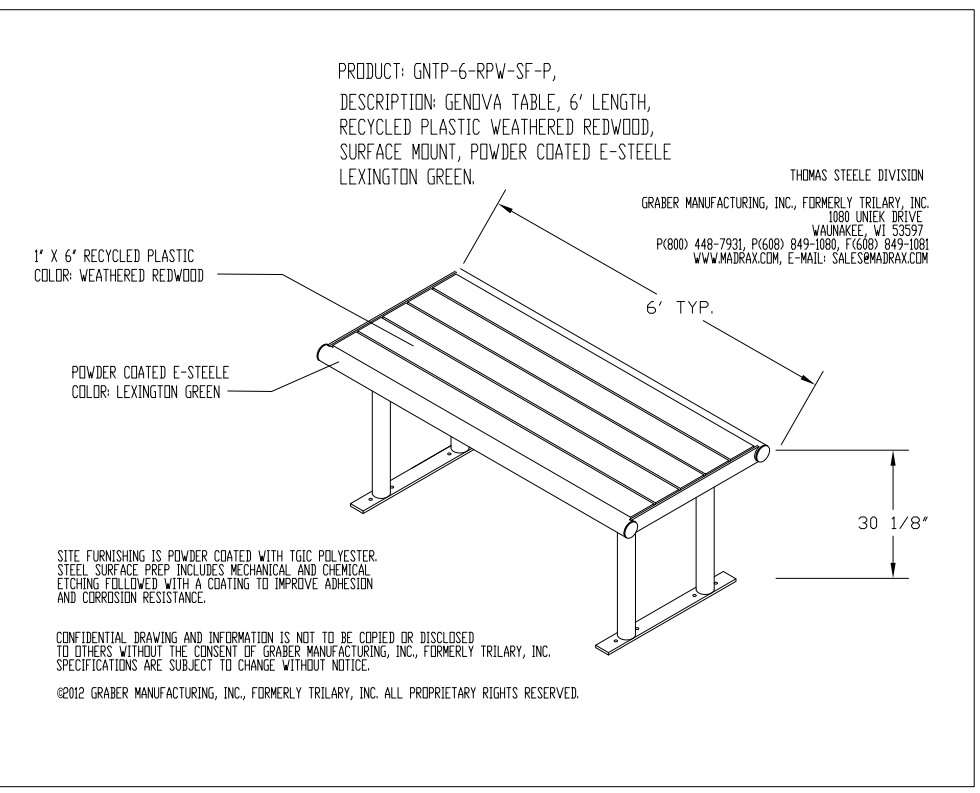 PRODUCT: GNTP-6-RPW-SF-P,
DESCRIPTION: GENOVA TABLE, 6' LENGTH,
RECYCLED PLASTIC WEATHERED REDWOOD,
SURFACE MOUNT, POWDER COATED E-STEELE
LEXINGTON GREEN.
THOMAS STEELE DIVISION
GRABER MANUFACTURING, INC., FORMERLY TRILARY, INC.
1080 UNIEK DRIVE
WAUNAKEE, WI 53597
P(800) 448-7931, P(608) 849-1080, F(608) 849-1081
WWW.MADRAX.COM, E-MAIL: SALES@MADRAX.COM
1" X 6" RECYCLED PLASTIC
COLOR: WEATHERED REDWOOD
6' TYP.
POWDER COATED E-STEELE
COLOR: LEXINGTON GREEN
30 1/8"
SITE FURNISHING IS POWDER COATED WITH TGIC POLYESTER.
STEEL SURFACE PREP INCLUDES MECHANICAL AND CHEMICAL
ETCHING FOLLOWED WITH A COATING TO IMPROVE ADHESION
AND CORROSION RESISTANCE.
CONFIDENTIAL DRAWING AND INFORMATION IS NOT TO BE COPIED OR DISCLOSED
TO OTHERS WITHOUT THE CONSENT OF GRABER MANUFACTURING, INC., FORMERLY TRILARY, INC.
SPECIFICATIONS ARE SUBJECT TO CHANGE WITHOUT NOTICE.
©2012 GRABER MANUFACTURING, INC., FORMERLY TRILARY, INC. ALL PROPRIETARY RIGHTS RESERVED.